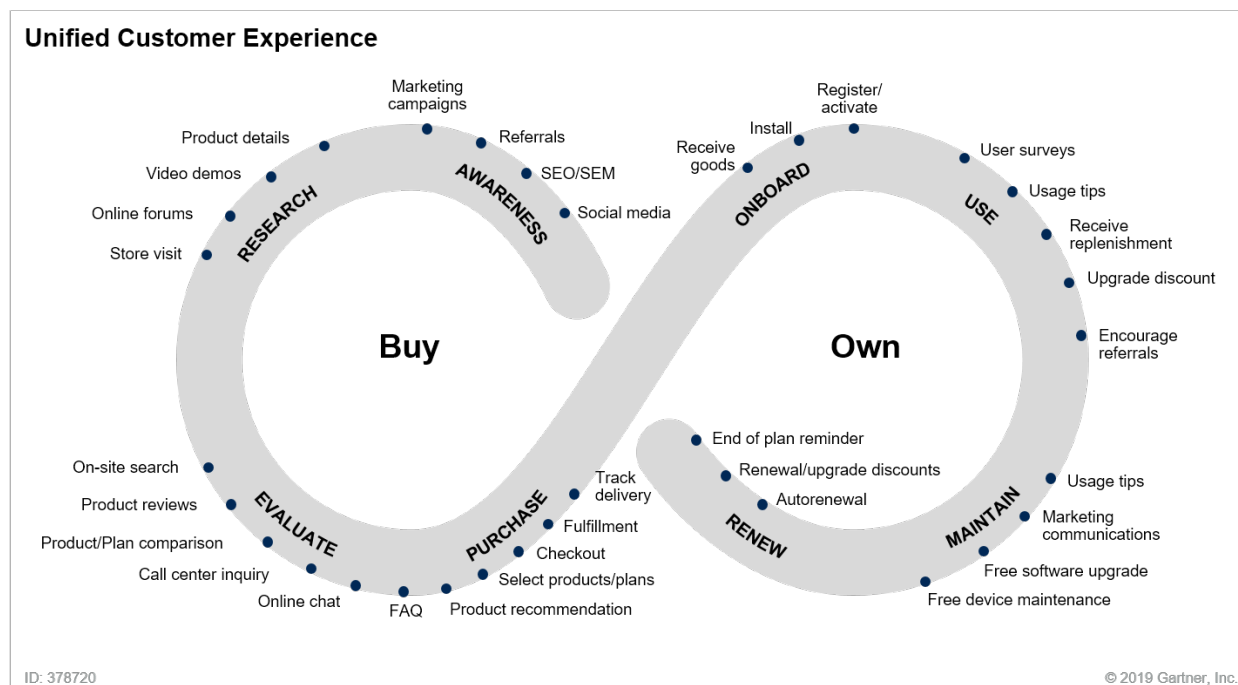 Unified Customer Experience
Marketing
campaigns
Referrals
SEO/SEM
Social media
AWARENESS
Product details
Video demos
Online forums
Store visit
RESEARCH
Buy
On-site search
Product reviews
Product/Plan comparison
Call center inquiry
Online chat
FAQ
EVALUATE
Product recommendation
Select products/plans
Checkout
Fulfillment
Track
delivery
PURCHASE
Receive
goods
Install
Register/
activate
ONBOARD
Own
User surveys
Usage tips
Receive
replenishment
Upgrade discount
Encourage
referrals
USE
Usage tips
Marketing
communications
Free software upgrade
Free device maintenance
MAINTAIN
End of plan reminder
Renewal/upgrade discounts
Autorenewal
RENEW
ID: 378720
© 2019 Gartner, Inc.